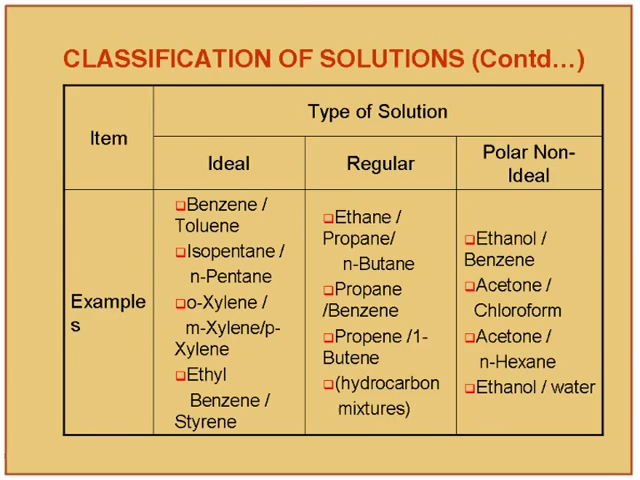 CLASSIFICATION OF SOLUTIONS (Contd...)
Item
Type of Solution
Ideal
Regular
Polar Non-
Ideal
Example
s
❑Benzene /
Toluene
❑Isopentane /
n-Pentane
❑o-Xylene /
m-Xylene/p-
Xylene
❑Ethyl
Benzene /
Styrene
❑Ethane /
Propane/
n-Butane
❑Propane
/Benzene
❑Propene /1-
Butene
❑(hydrocarbon
mixtures)
❑Ethanol /
Benzene
❑Acetone /
Chloroform
❑Acetone /
n-Hexane
❑Ethanol / water